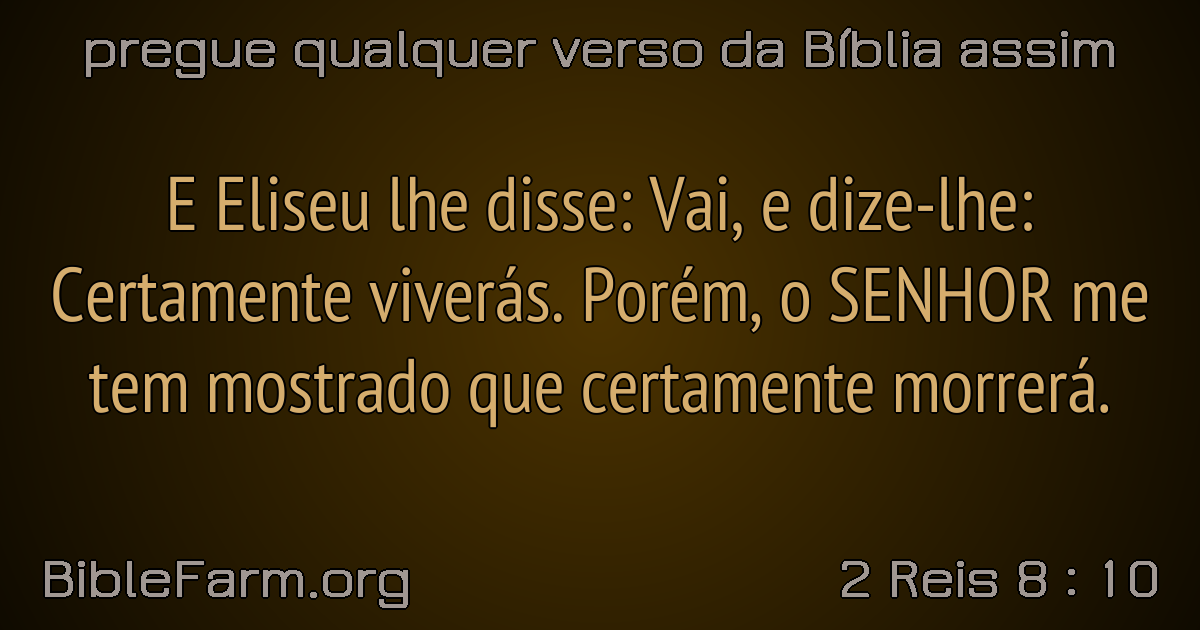 pregue qualquer verso da Bíblia assim
E Eliseu lhe disse: Vai, e dize-lhe:
Certamente viverás. Porém, o SENHOR me
tem mostrado que certamente morrerá.
BibleFarm.org
2 Reis 8 : 10